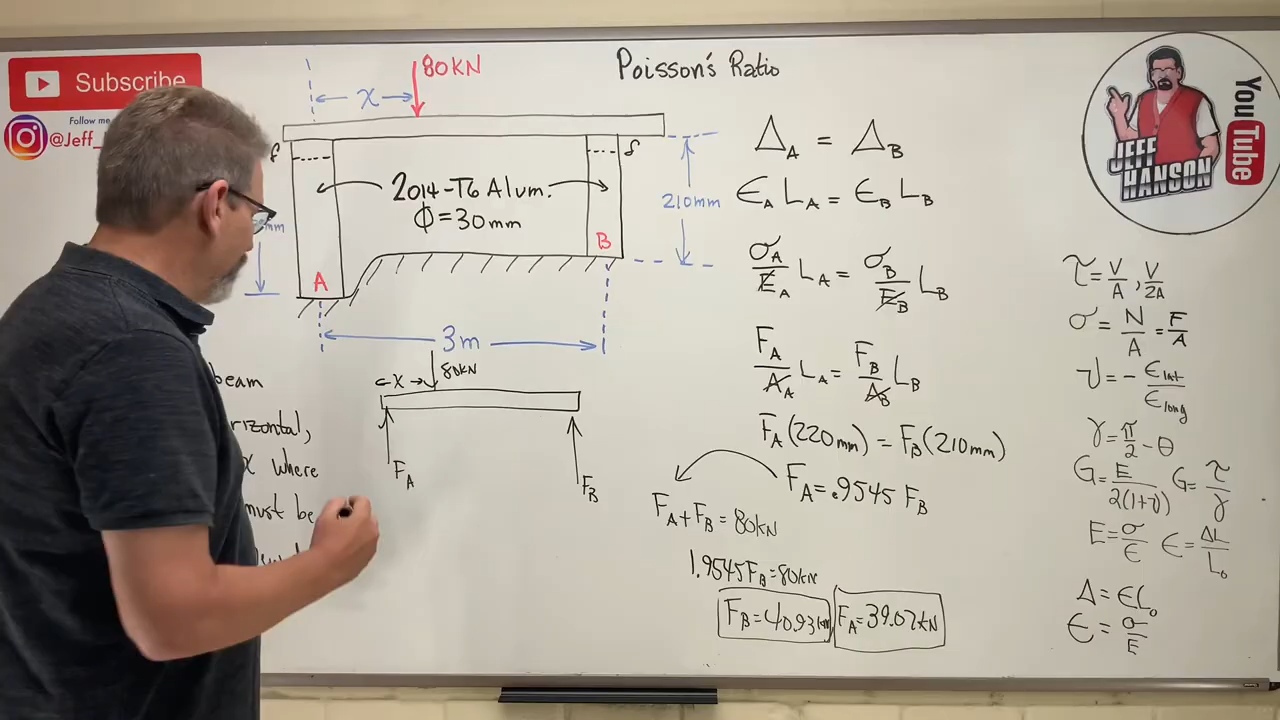 Subscribe
Follow me
@Jeff_
80KN
x
Poisson's Ratio
JEFF HANSON
YouTube
δ
2014-T6 Alum.
ϕ=30mm
210mm
mm
A
B
3m
Δ_A = Δ_B
ϵ_A L_A = ϵ_B L_B
σ_A/E_A L_A = σ_B/E_B L_B
F_A/A_A L_A = F_B/A_B L_B
F_A(220mm) = F_B(210mm)
F_A = .9545 F_B
F_A + F_B = 80kN
1.9545F_B = 80kN
F_B = 40.93kN
F_A = 39.07kN
beam
rizontal,
x where
must be
x
80kN
F_A
F_B
τ = V/A, V/2A
σ = N/A = F/A
ν = - ϵ_lat/ϵ_long
γ = π/2 - θ
G = E/2(1+ν) G = τ/γ
E = σ/ϵ ϵ = ΔL/L_o
Δ = ϵL_o
ϵ = σ/E